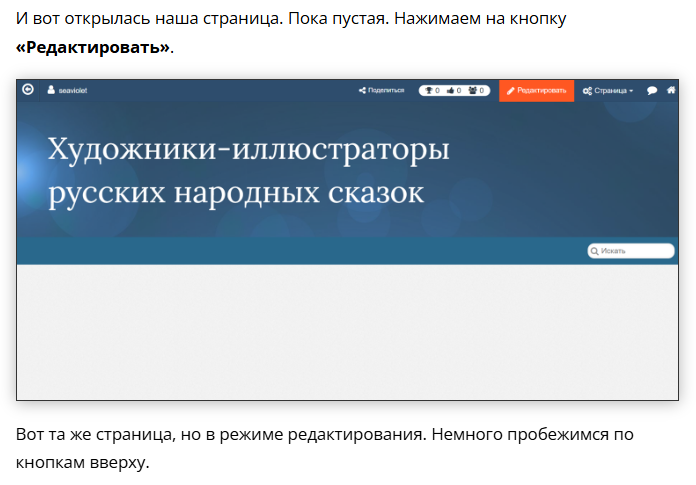 И вот открылась наша страница. Пока пустая. Нажимаем на кнопку
«Редактировать».
seaviolet Поделиться 0 0 0 Редактировать Страница
Художники-иллюстраторы
русских народных сказок
Искать
Вот та же страница, но в режиме редактирования. Немного пробежимся по
кнопкам вверху.